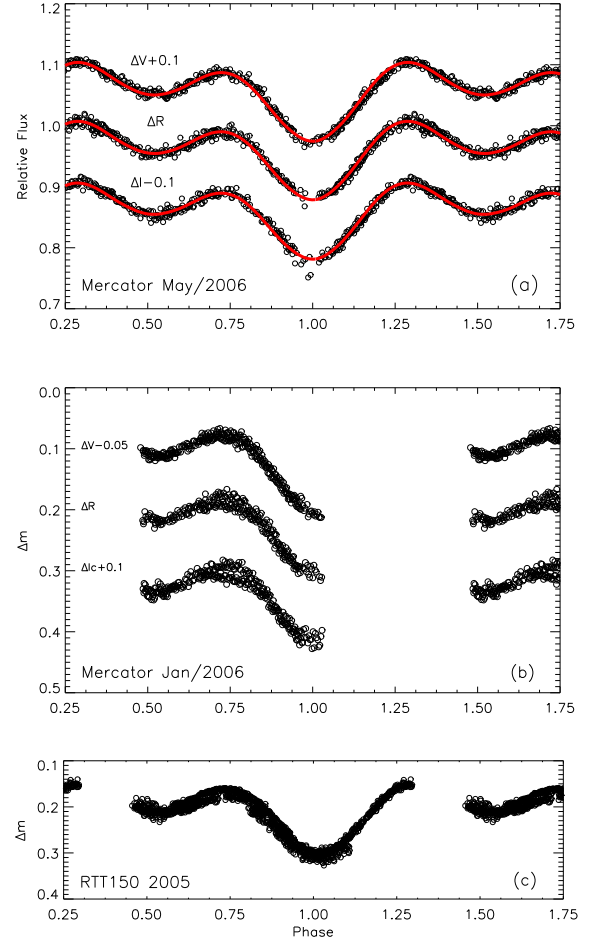 1.2
1.1
1.0
0.9
0.8
0.7
Relative Flux
ΔV+0.1
ΔR
ΔI−0.1
Mercator May/2006
(a)
0.25 0.50 0.75 1.00 1.25 1.50 1.75
0.0
0.1
0.2
0.3
0.4
0.5
Δm
ΔV−0.05
ΔR
ΔIc+0.1
Mercator Jan/2006
(b)
0.25 0.50 0.75 1.00 1.25 1.50 1.75
0.1
0.2
0.3
0.4
Δm
RTT150 2005
(c)
0.25 0.50 0.75 1.00 1.25 1.50 1.75
Phase